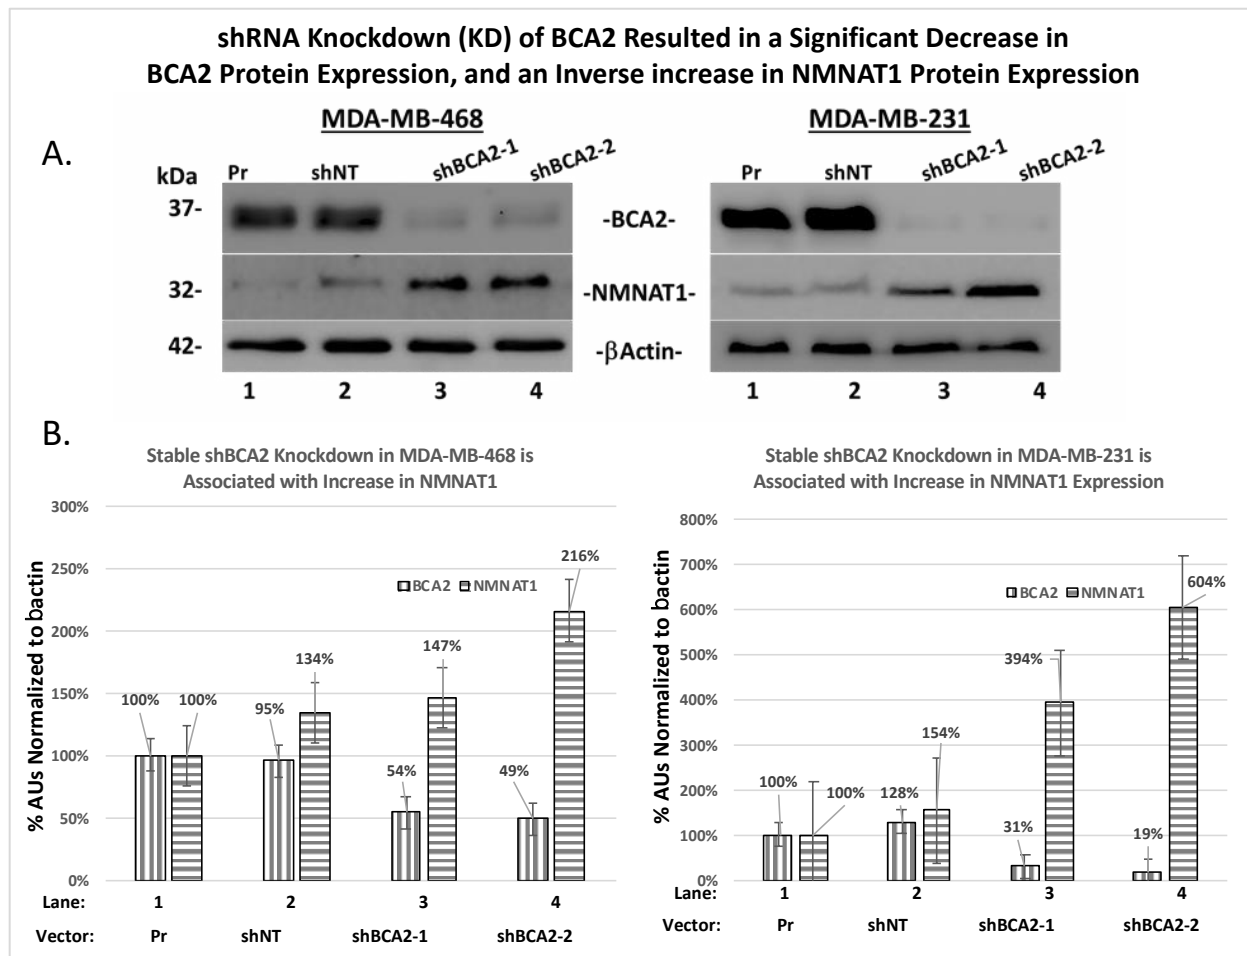 shRNA Knockdown (KD) of BCA2 Resulted in a Significant Decrease in
BCA2 Protein Expression, and an Inverse increase in NMNAT1 Protein Expression
A.
MDA-MB-468
MDA-MB-231
kDa
Pr shNT shBCA2-1 shBCA2-2
Pr shNT shBCA2-1 shBCA2-2
37-
-BCA2-
32-
-NMNAT1-
42-
-βActin-
1 2 3 4
1 2 3 4
B.
Stable shBCA2 Knockdown in MDA-MB-468 is
Associated with Increase in NMNAT1
% AUs Normalized to bactin
300%
250%
200%
150%
100%
50%
0%
BCA2 NMNAT1
100% 100% 95% 134% 54% 147% 49% 216%
Lane: 1 2 3 4
Vector: Pr shNT shBCA2-1 shBCA2-2
Stable shBCA2 Knockdown in MDA-MB-231 is
Associated with Increase in NMNAT1 Expression
% AUs Normalized to bactin
800%
700%
600%
500%
400%
300%
200%
100%
0%
BCA2 NMNAT1
100% 100% 128% 154% 31% 394% 19% 604%
Lane: 1 2 3 4
Vector: Pr shNT shBCA2-1 shBCA2-2